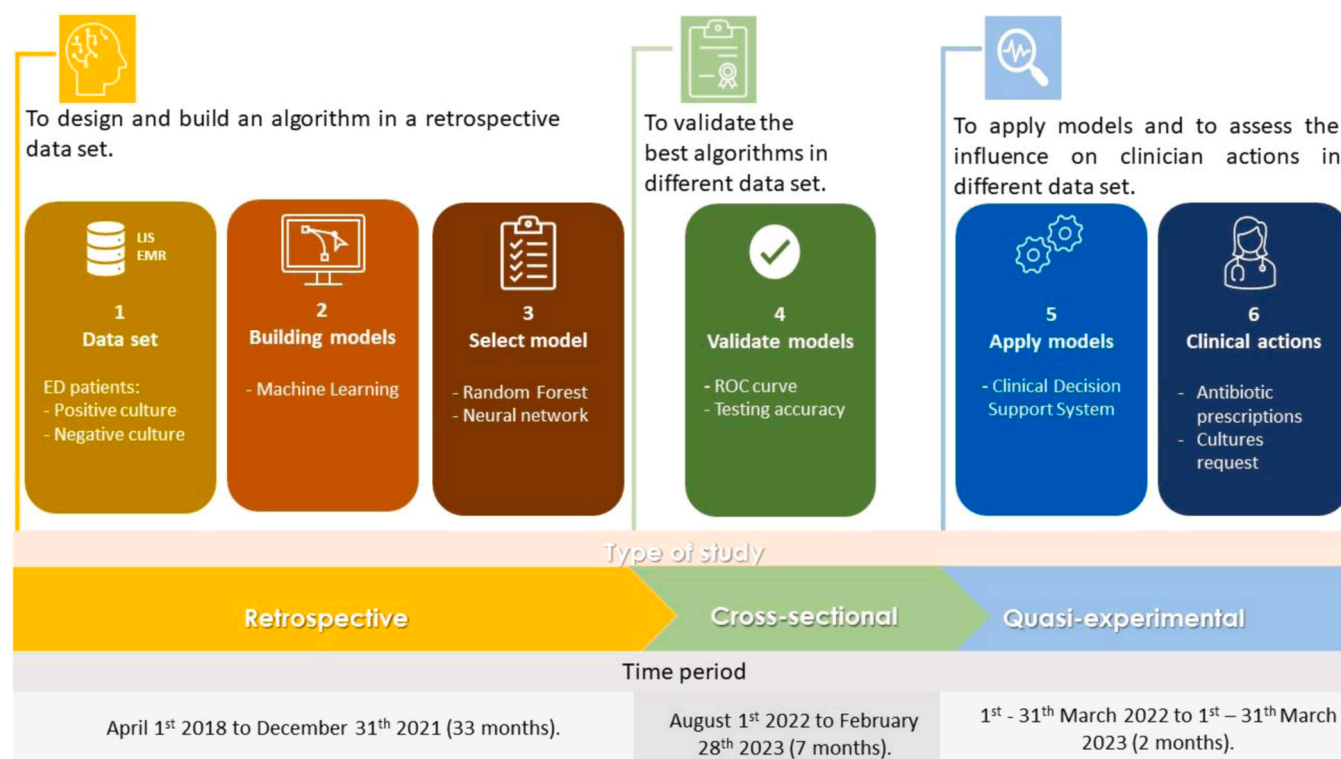 To design and build an algorithm in a retrospective
data set.
LIS
EMR
1
Data set
ED patients:
- Positive culture
- Negative culture
2
Building models
- Machine Learning
3
Select model
- Random Forest
- Neural network
To validate the
best algorithms in
different data set.
4
Validate models
- ROC curve
- Testing accuracy
To apply models and to assess the
influence on clinician actions in
different data set.
5
Apply models
- Clinical Decision
Support System
6
Clinical actions
- Antibiotic
prescriptions
- Cultures
request
Type of study
Retrospective
Cross-sectional
Quasi-experimental
Time period
April 1st 2018 to December 31th 2021 (33 months).
August 1st 2022 to February
28th 2023 (7 months).
1st - 31th March 2022 to 1st – 31th March
2023 (2 months).